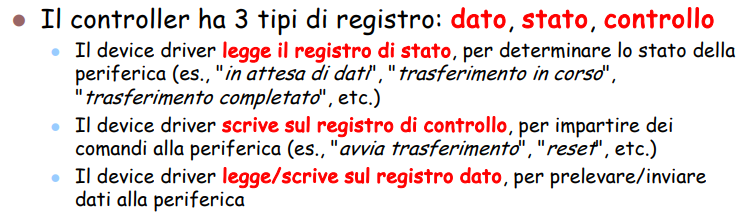 Il controller ha 3 tipi di registro: dato, stato, controllo
Il device driver legge il registro di stato, per determinare lo stato della
periferica (es., "in attesa di dati", "trasferimento in corso",
"trasferimento completato", etc.)
Il device driver scrive sul registro di controllo, per impartire dei
comandi alla periferica (es., "avvia trasferimento", "reset", etc.)
Il device driver legge/scrive sul registro dato, per prelevare/inviare
dati alla periferica